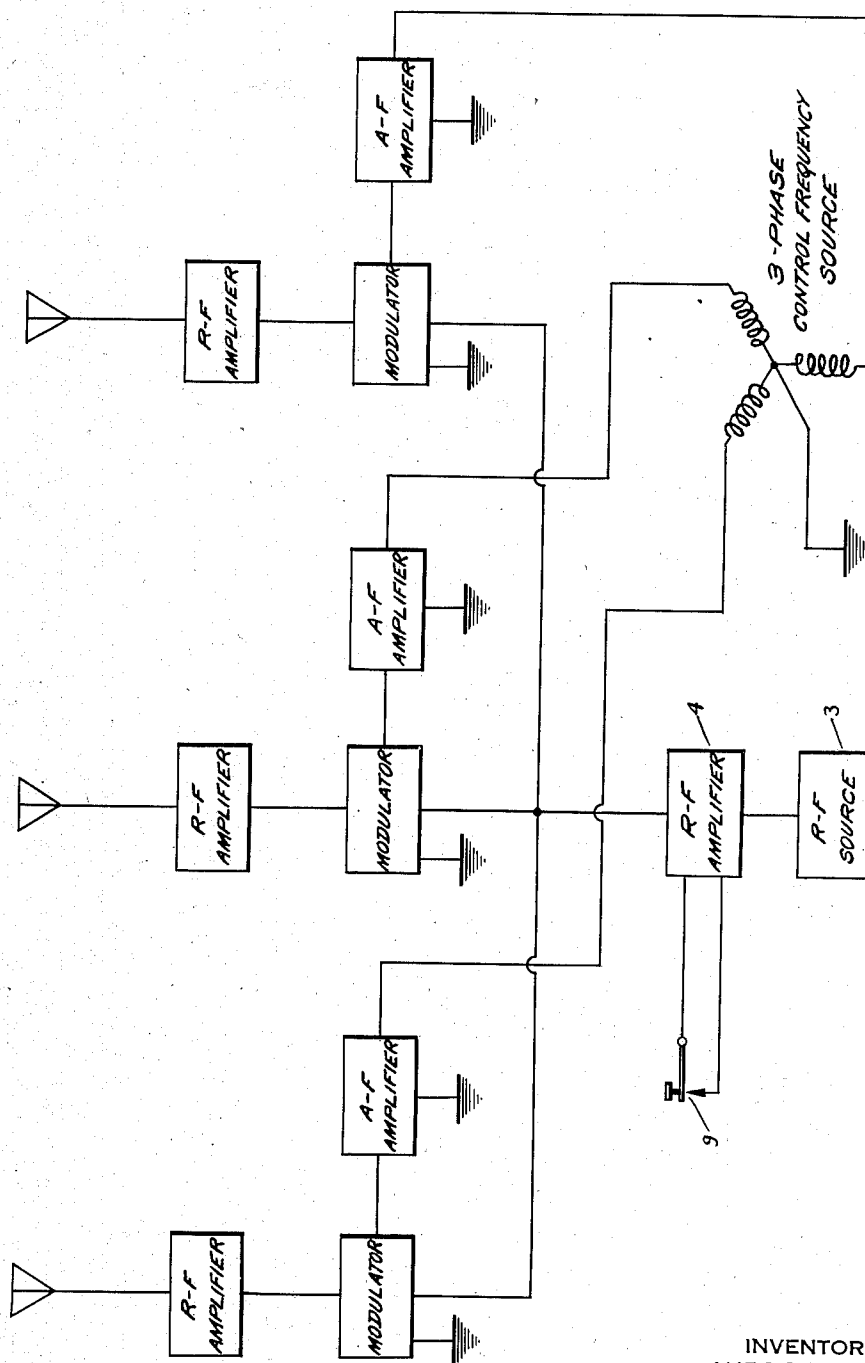 R-F
AMPLIFIER
R-F
AMPLIFIER
R-F
AMPLIFIER
MODULATOR
A-F
AMPLIFIER
MODULATOR
A-F
AMPLIFIER
MODULATOR
A-F
AMPLIFIER
9
R-F
AMPLIFIER
4
3-PHASE
CONTROL FREQUENCY
SOURCE
R-F
SOURCE
3
INVENTOR